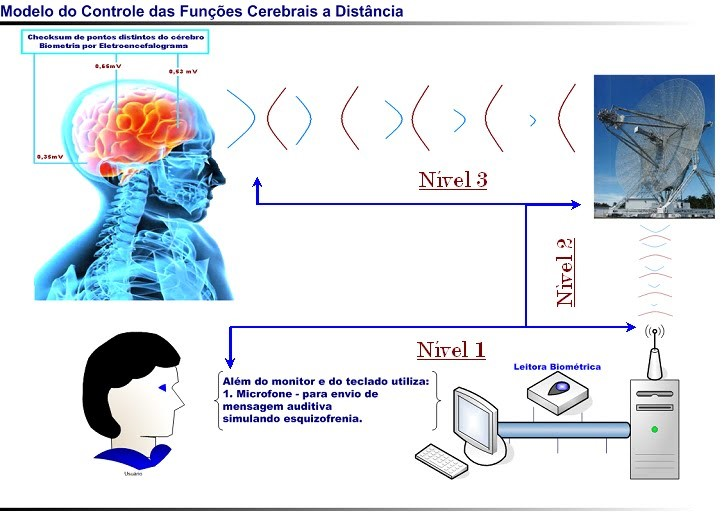 Modelo do Controle das Funções Cerebrais a Distância
Checksum de pontos distintos do cérebro
Biometria por Eletroencefalograma
0,65mV
0,53 mV
0,35mV
Nível 3
Nível 2
Nível 1
Leitora Biométrica
Além do monitor e do teclado utiliza:
1. Microfone - para envio de
mensagem auditiva
simulando esquizofrenia.
Usuário